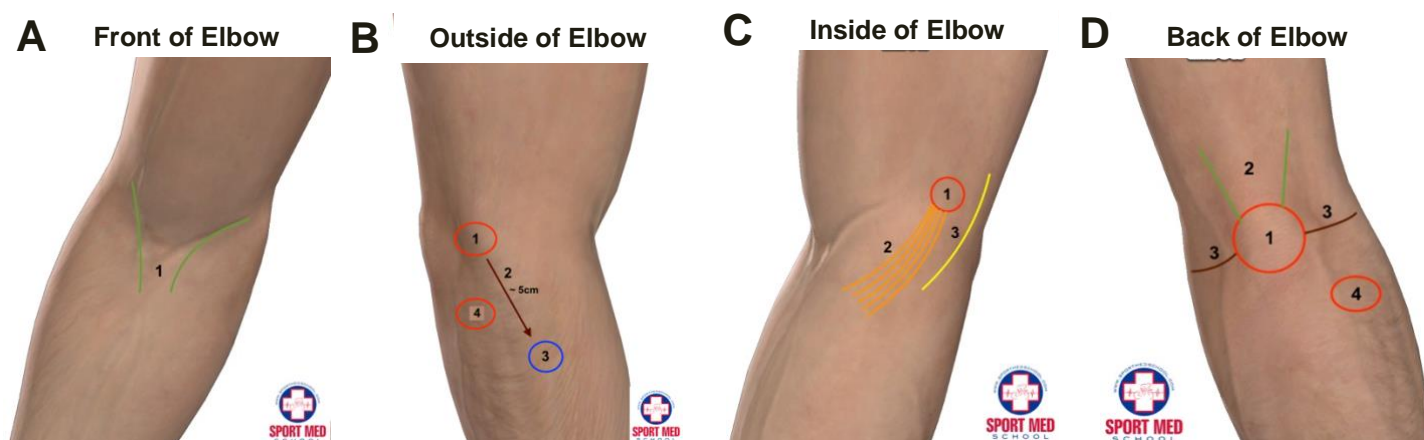 A Front of Elbow
1
SPORT MED
SCHOOL
B Outside of Elbow
1
2
~ 5cm
4
3
SPORT MED
SCHOOL
C Inside of Elbow
1
2
3
SPORT MED
SCHOOL
D Back of Elbow
2
3
1
3
4
SPORT MED
SCHOOL